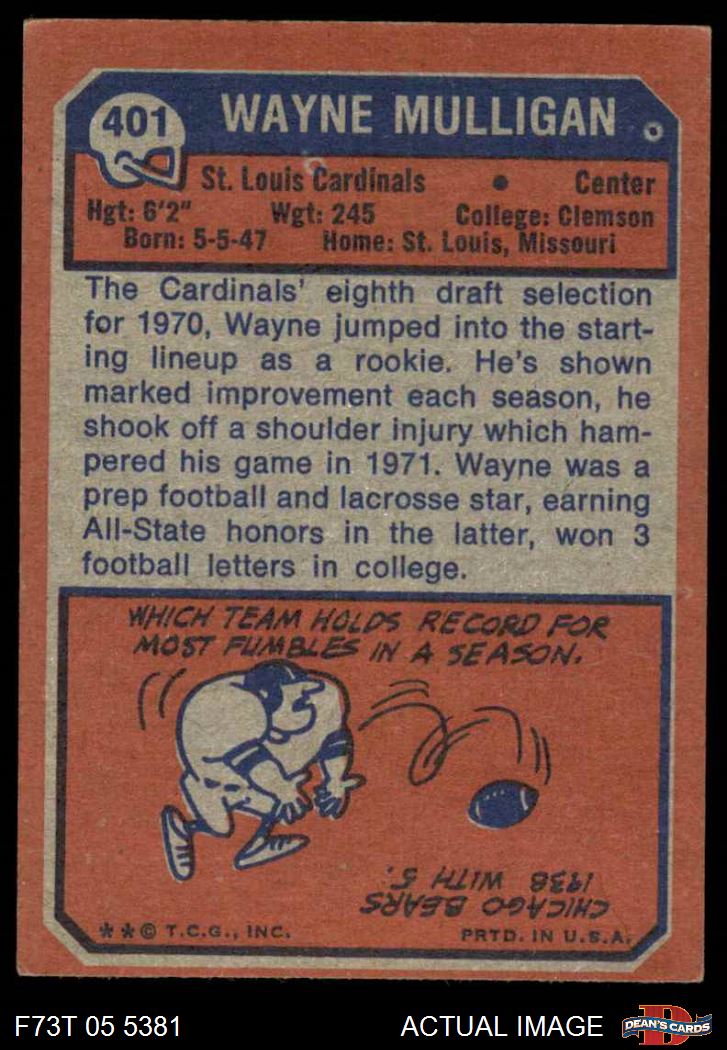 401
WAYNE MULLIGAN
St. Louis Cardinals • Center
Hgt: 6'2" Wgt: 245 College: Clemson
Born: 5-5-47 Home: St. Louis, Missouri
The Cardinals' eighth draft selection
for 1970, Wayne jumped into the start-
ing lineup as a rookie. He's shown
marked improvement each season, he
shook off a shoulder injury which ham-
pered his game in 1971. Wayne was a
prep football and lacrosse star, earning
All-State honors in the latter, won 3
football letters in college.
WHICH TEAM HOLDS RECORD FOR
MOST FUMBLES IN A SEASON.
CHICAGO BEARS
1938 WITH 5.
**© T.C.G., INC. PRTD. IN U.S.A.
F73T 05 5381 ACTUAL IMAGE
D
DEAN'S CARDS